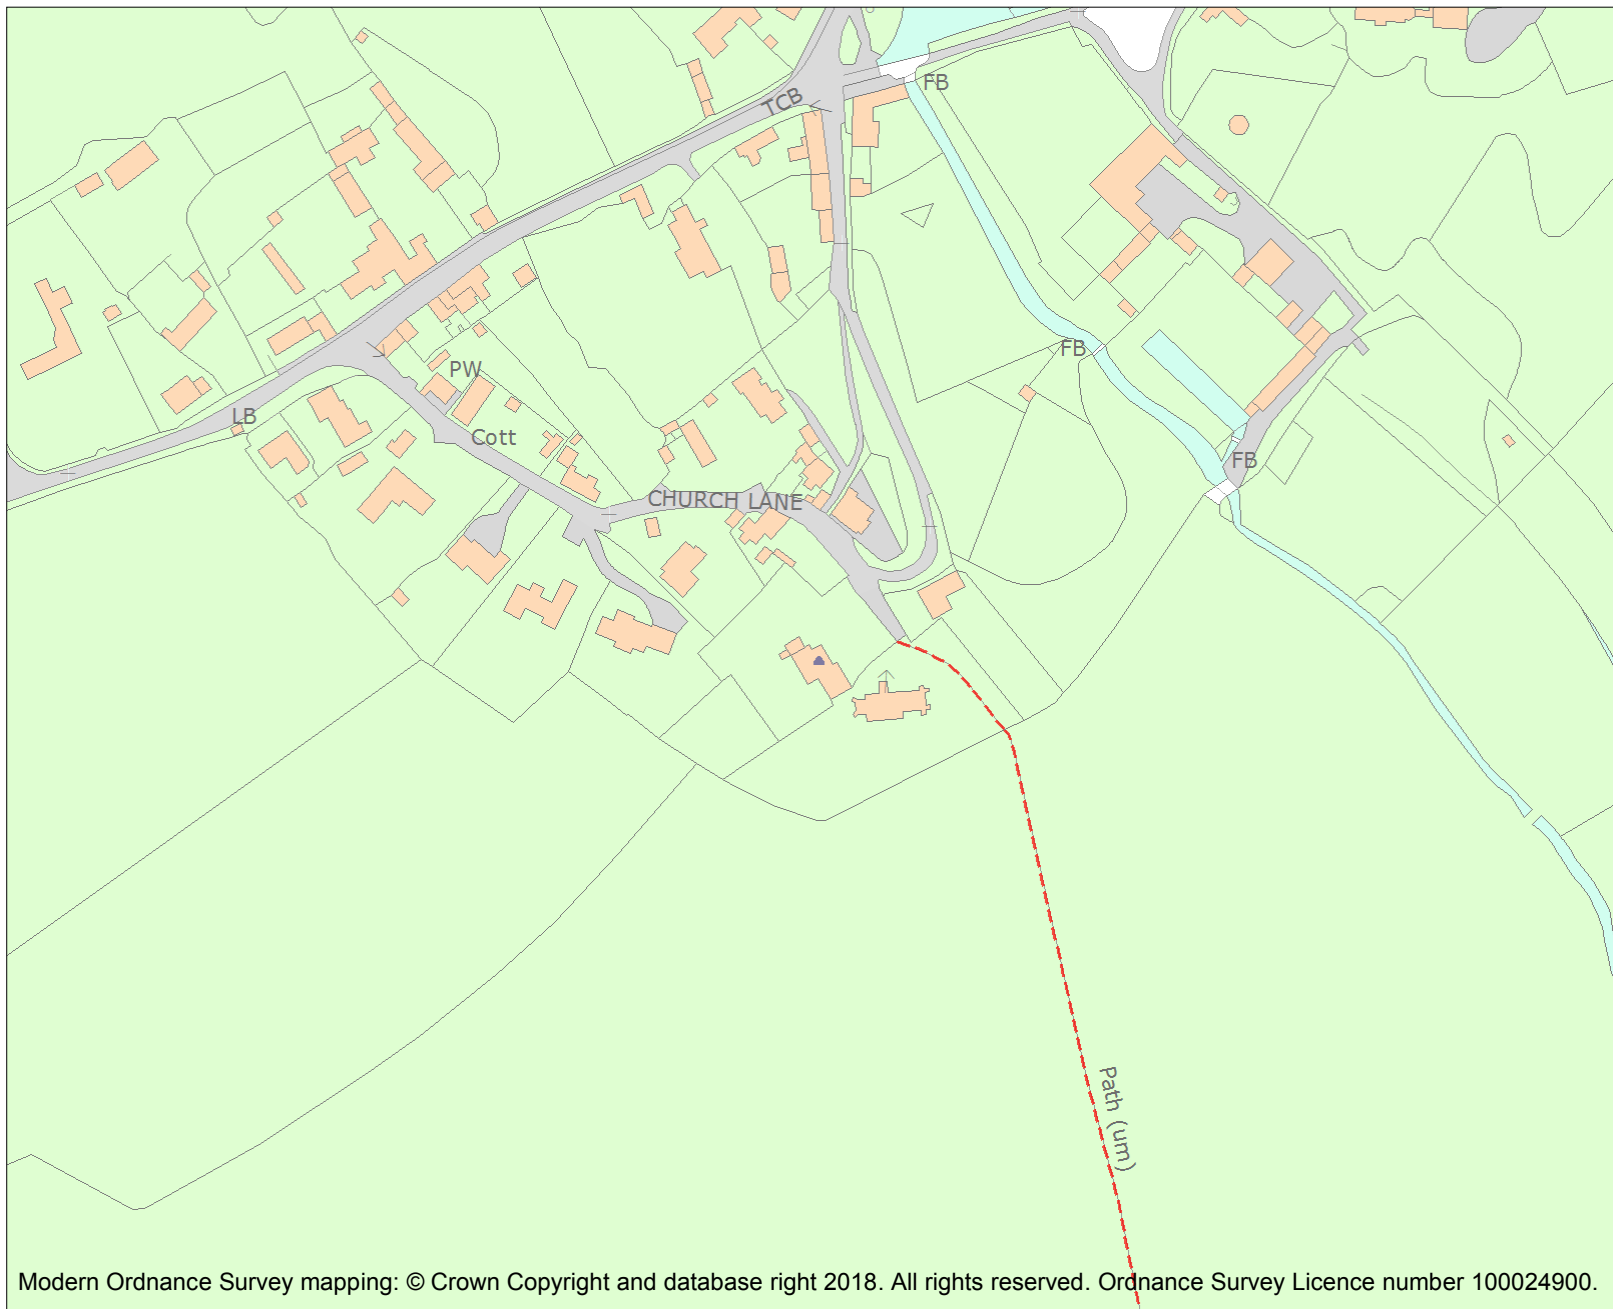 FB
TCB
FB
PW
LB
Cott
FB
CHURCH LANE
Path (um)
Modern Ordnance Survey mapping: © Crown Copyright and database right 2018. All rights reserved. Ordnance Survey Licence number 100024900.